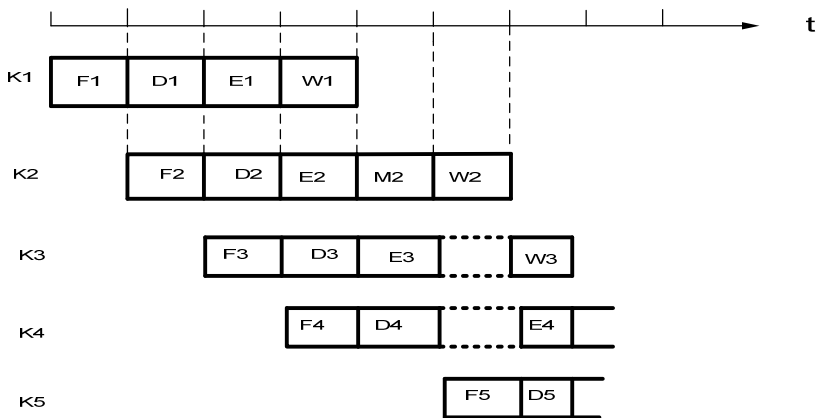 t
K1 F1 D1 E1 W1
K2 F2 D2 E2 M2 W2
K3 F3 D3 E3 W3
K4 F4 D4 E4
K5 F5 D5